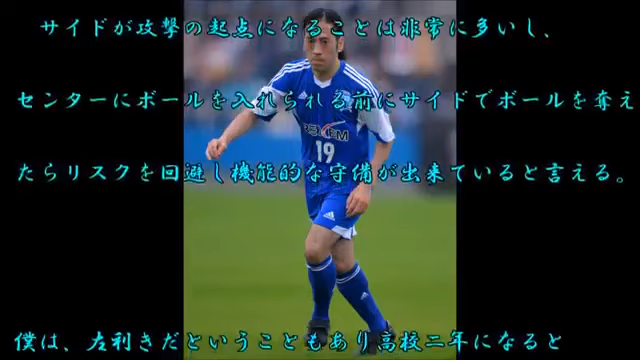 サイドが攻撃の起点になることは非常に多いし、
センターにボールを入れられる前にサイドでボールを奪え
たらリスクを回避し機能的な守備が出来ていると言える。
19
僕は、左利きだということもあり高校二年になると